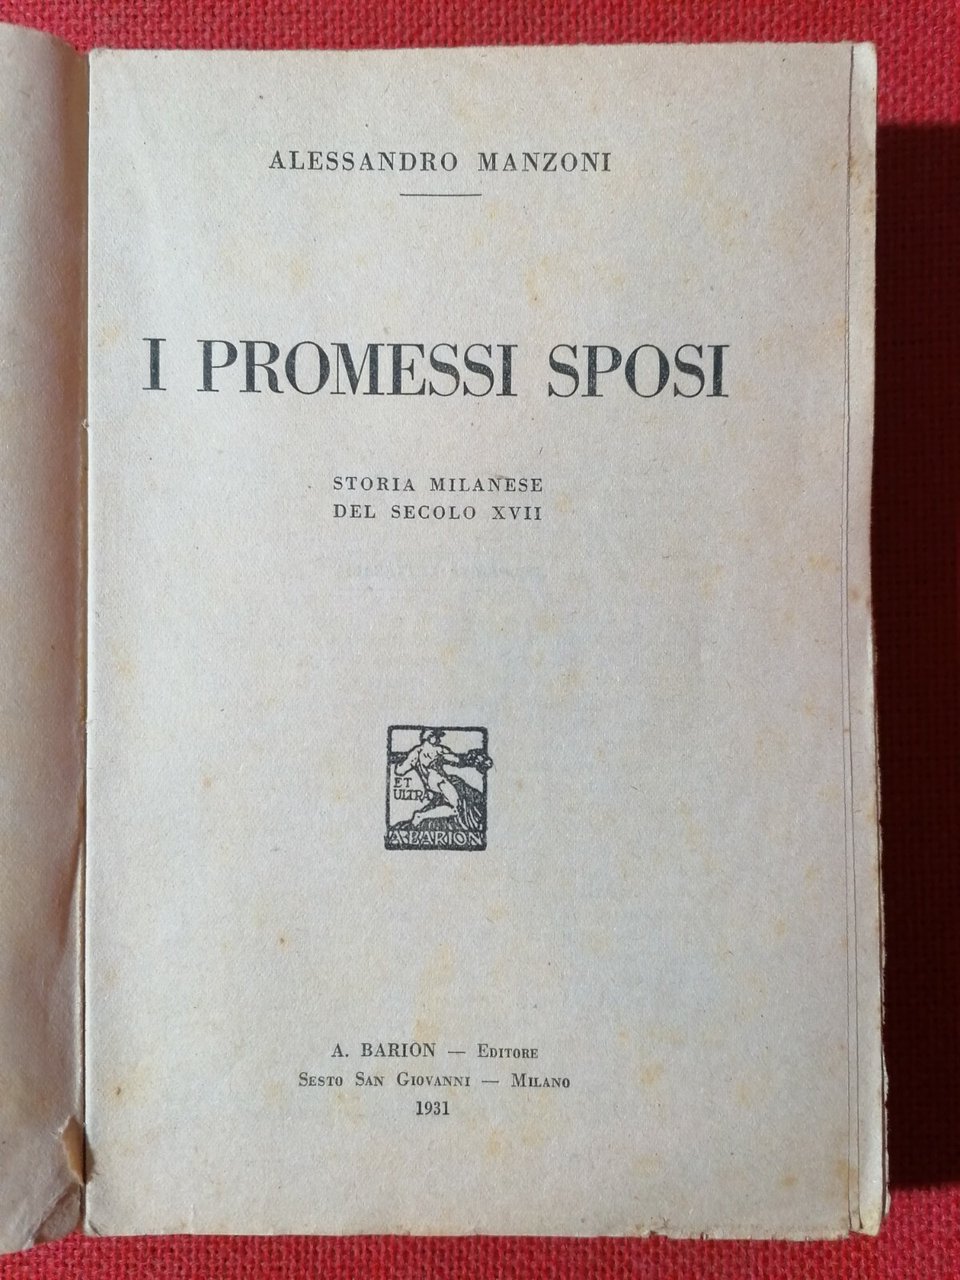 ALESSANDRO MANZONI
I PROMESSI SPOSI
STORIA MILANESE
DEL SECOLO XVII
ET
ULTRA
A·BARION
A. BARION — EDITORE
SESTO SAN GIOVANNI — MILANO
1931